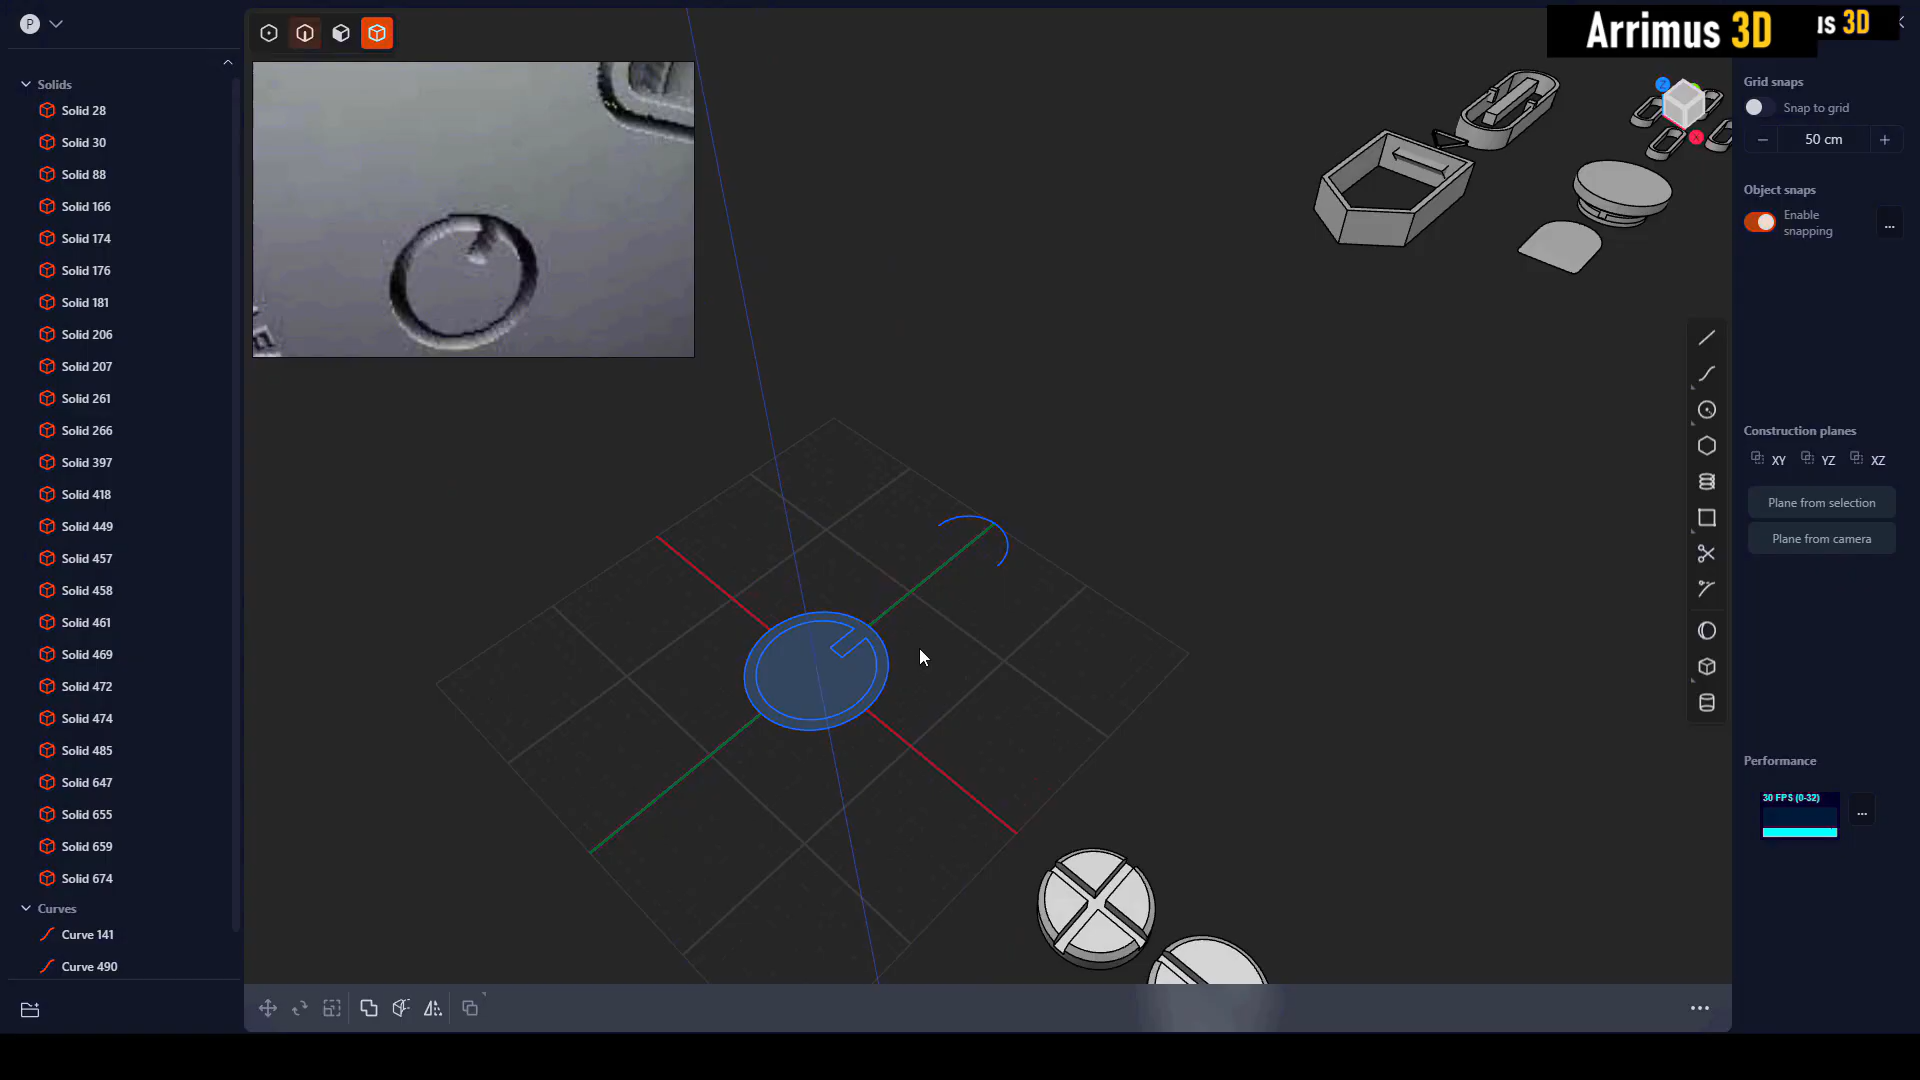 P
Arrimus 3D
us 3D
Solids
Solid 28
Solid 30
Solid 88
Solid 166
Solid 174
Solid 176
Solid 181
Solid 206
Solid 207
Solid 261
Solid 266
Solid 397
Solid 418
Solid 449
Solid 457
Solid 458
Solid 461
Solid 469
Solid 472
Solid 474
Solid 485
Solid 647
Solid 655
Solid 659
Solid 674
Curves
Curve 141
Curve 490
Z
X
Grid snaps
Snap to grid
50 cm
Object snaps
Enable
snapping
...
Construction planes
XY YZ XZ
Plane from selection
Plane from camera
Performance
30 FPS (0-32)
...